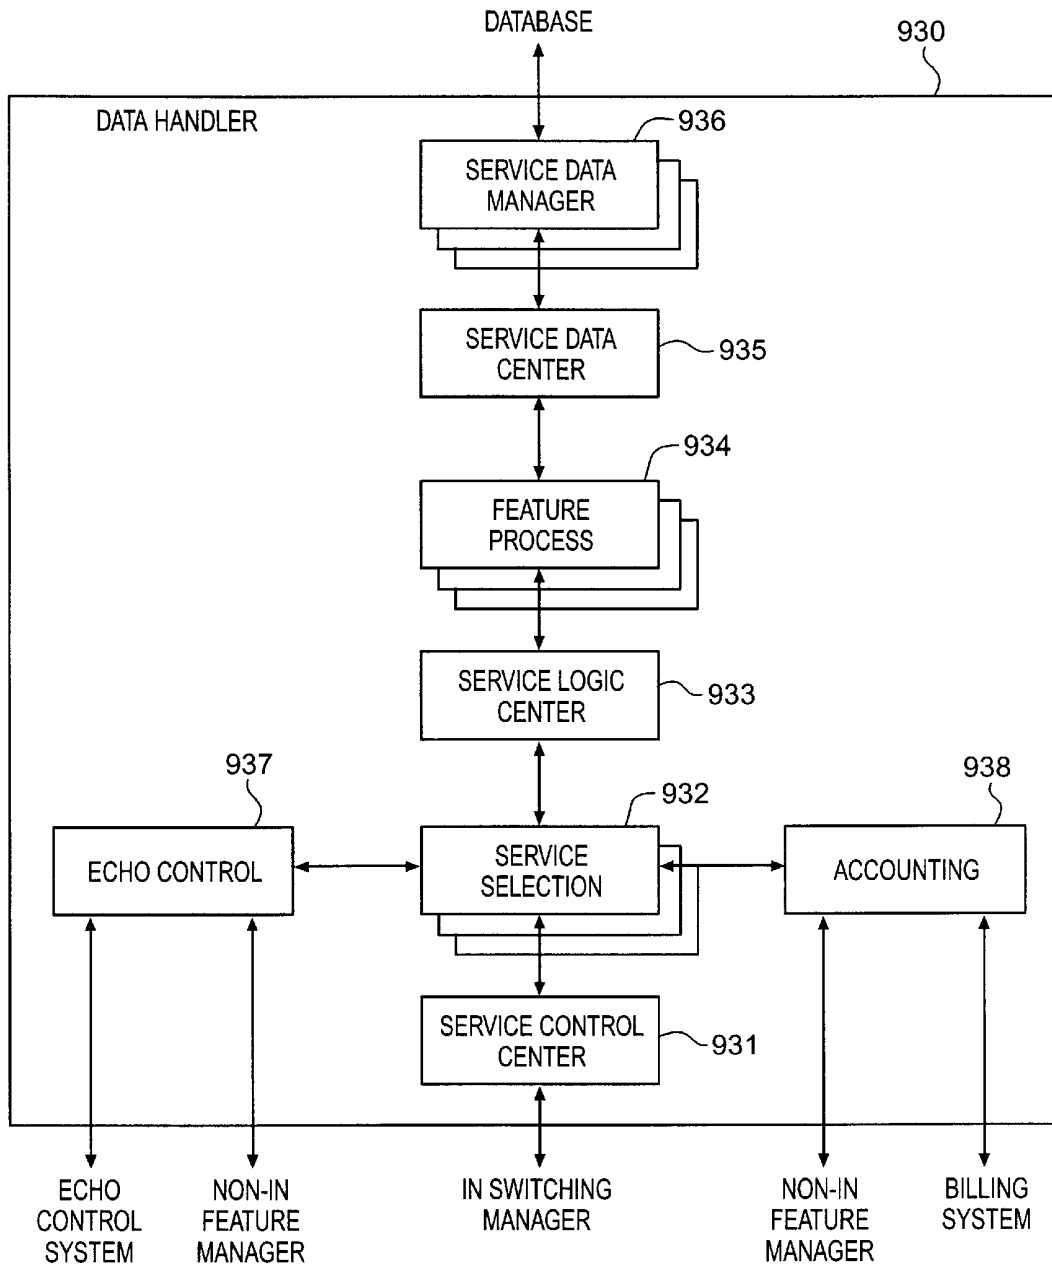 DATABASE
930
DATA HANDLER
936
SERVICE DATA
MANAGER
SERVICE DATA
CENTER
935
934
FEATURE
PROCESS
SERVICE LOGIC
CENTER
933
937
932
938
ECHO CONTROL
SERVICE
SELECTION
ACCOUNTING
SERVICE CONTROL
CENTER
931
ECHO
CONTROL
SYSTEM
NON-IN
FEATURE
MANAGER
IN SWITCHING
MANAGER
NON-IN
FEATURE
MANAGER
BILLING
SYSTEM